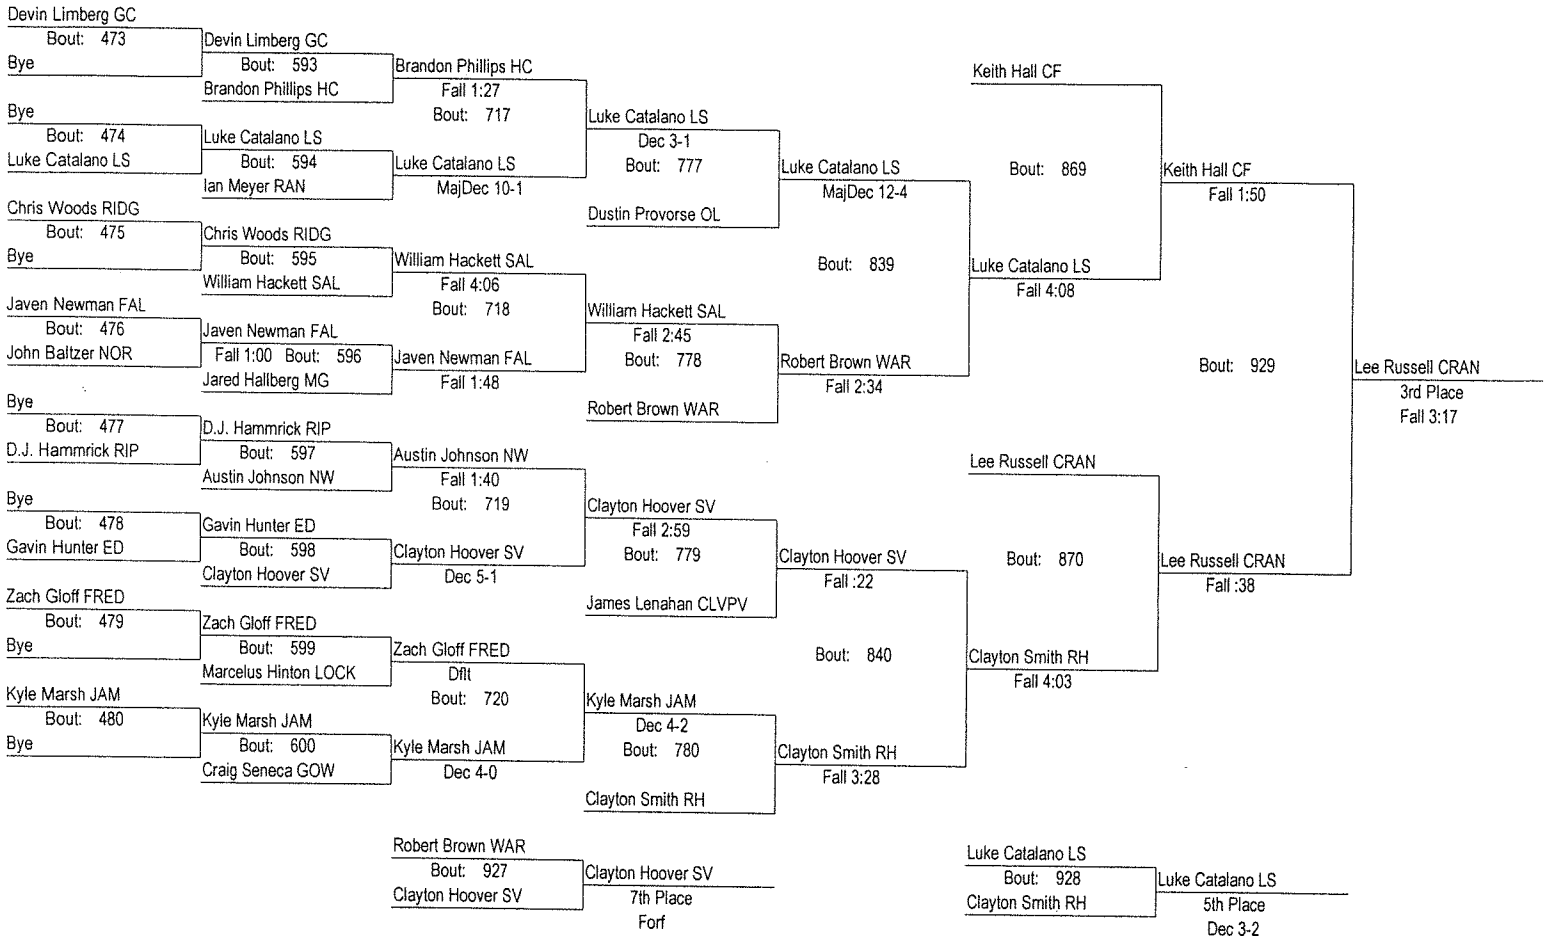 Devin Limberg GC
Bout: 473
Bye
Bye
Bout: 474
Luke Catalano LS
Chris Woods RIDG
Bout: 475
Bye
Javen Newman FAL
Bout: 476
John Baltzer NOR
Bye
Bout: 477
D.J. Hammrick RIP
Bye
Bout: 478
Gavin Hunter ED
Zach Gloff FRED
Bout: 479
Bye
Kyle Marsh JAM
Bout: 480
Bye
Devin Limberg GC
Bout: 593
Brandon Phillips HC
Luke Catalano LS
Bout: 594
Ian Meyer RAN
Chris Woods RIDG
Bout: 595
William Hackett SAL
Javen Newman FAL
Fall 1:00 Bout: 596
Jared Hallberg MG
D.J. Hammrick RIP
Bout: 597
Austin Johnson NW
Gavin Hunter ED
Bout: 598
Clayton Hoover SV
Zach Gloff FRED
Bout: 599
Marcelus Hinton LOCK
Kyle Marsh JAM
Bout: 600
Craig Seneca GOW
Brandon Phillips HC
Fall 1:27
Bout: 717
Luke Catalano LS
MajDec 10-1
William Hackett SAL
Fall 4:06
Bout: 718
Javen Newman FAL
Fall 1:48
Austin Johnson NW
Fall 1:40
Bout: 719
Clayton Hoover SV
Dec 5-1
Zach Gloff FRED
Dflt
Bout: 720
Kyle Marsh JAM
Dec 4-0
Luke Catalano LS
Dec 3-1
Bout: 777
Dustin Provorse OL
William Hackett SAL
Fall 2:45
Bout: 778
Robert Brown WAR
Clayton Hoover SV
Fall 2:59
Bout: 779
James Lenahan CLVPV
Kyle Marsh JAM
Dec 4-2
Bout: 780
Clayton Smith RH
Luke Catalano LS
MajDec 12-4
Bout: 839
Robert Brown WAR
Fall 2:34
Clayton Hoover SV
Fall :22
Bout: 840
Clayton Smith RH
Fall 3:28
Keith Hall CF
Bout: 869
Luke Catalano LS
Fall 4:08
Lee Russell CRAN
Bout: 870
Clayton Smith RH
Fall 4:03
Keith Hall CF
Fall 1:50
Bout: 929
Lee Russell CRAN
Fall :38
Lee Russell CRAN
3rd Place
Fall 3:17
Robert Brown WAR
Bout: 927
Clayton Hoover SV
Clayton Hoover SV
7th Place
Forf
Luke Catalano LS
Bout: 928
Clayton Smith RH
Luke Catalano LS
5th Place
Dec 3-2